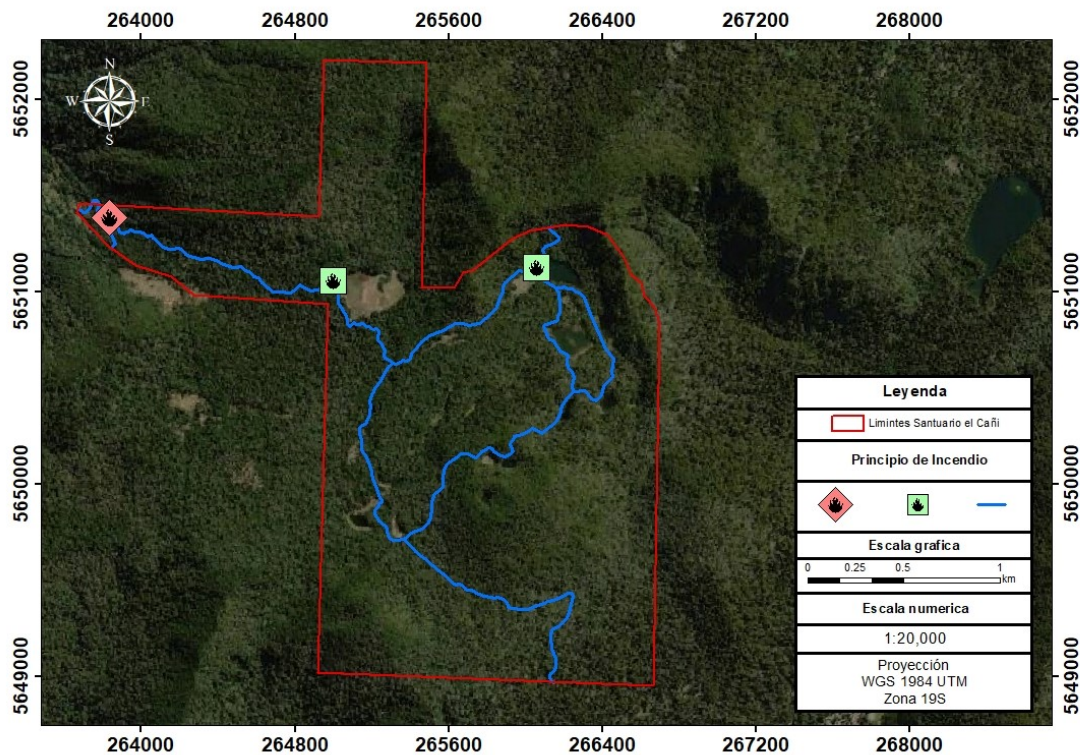 264000 264800 265600 266400 267200 268000
5652000
5651000
5650000
5649000
N
W E
S
5652000
5651000
5650000
5649000
Leyenda
Limintes Santuario el Cañi
Principio de Incendio
Escala grafica
0 0.25 0.5 1
km
Escala numerica
1:20,000
Proyección
WGS 1984 UTM
Zona 19S
264000 264800 265600 266400 267200 268000